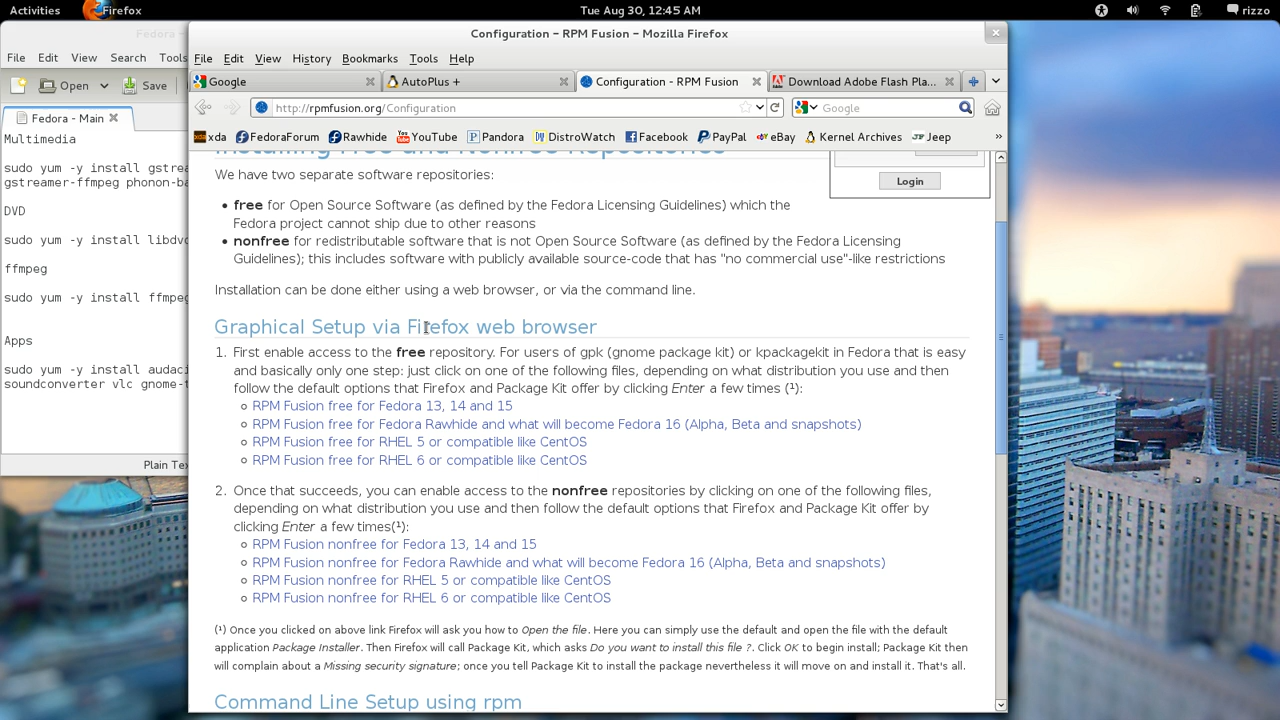 Activities
Firefox
Tue Aug 30, 12:45 AM
rizzo
Fedora -
File Edit View Search Tools
Open Save
Fedora - Main
Multimedia
sudo yum -y install gstre
gstreamer-ffmpeg phonon-ba
DVD
sudo yum -y install libdvd
ffmpeg
sudo yum -y install ffmpeg
Apps
sudo yum -y install audaci
soundconverter vlc gnome-t
Plain Tex
Configuration – RPM Fusion – Mozilla Firefox
File Edit View History Bookmarks Tools Help
Google
AutoPlus +
Configuration - RPM Fusion
Download Adobe Flash Pla...
http://rpmfusion.org/Configuration
Google
xda FedoraForum Rawhide YouTube Pandora DistroWatch Facebook PayPal eBay Kernel Archives Jeep »
Installing Free and Nonfree Repositories
Login
We have two separate software repositories:
• free for Open Source Software (as defined by the Fedora Licensing Guidelines) which the
Fedora project cannot ship due to other reasons
• nonfree for redistributable software that is not Open Source Software (as defined by the Fedora Licensing
Guidelines); this includes software with publicly available source-code that has "no commercial use"-like restrictions
Installation can be done either using a web browser, or via the command line.
Graphical Setup via Firefox web browser
1. First enable access to the free repository. For users of gpk (gnome package kit) or kpackagekit in Fedora that is easy
and basically only one step: just click on one of the following files, depending on what distribution you use and then
follow the default options that Firefox and Package Kit offer by clicking Enter a few times (¹):
RPM Fusion free for Fedora 13, 14 and 15
RPM Fusion free for Fedora Rawhide and what will become Fedora 16 (Alpha, Beta and snapshots)
RPM Fusion free for RHEL 5 or compatible like CentOS
RPM Fusion free for RHEL 6 or compatible like CentOS
2. Once that succeeds, you can enable access to the nonfree repositories by clicking on one of the following files,
depending on what distribution you use and then follow the default options that Firefox and Package Kit offer by
clicking Enter a few times(¹):
RPM Fusion nonfree for Fedora 13, 14 and 15
RPM Fusion nonfree for Fedora Rawhide and what will become Fedora 16 (Alpha, Beta and snapshots)
RPM Fusion nonfree for RHEL 5 or compatible like CentOS
RPM Fusion nonfree for RHEL 6 or compatible like CentOS
(¹) Once you clicked on above link Firefox will ask you how to Open the file. Here you can simply use the default and open the file with the default
application Package Installer. Then Firefox will call Package Kit, which asks Do you want to install this file ?. Click OK to begin install; Package Kit then
will complain about a Missing security signature; once you tell Package Kit to install the package nevertheless it will move on and install it. That's all.
Command Line Setup using rpm